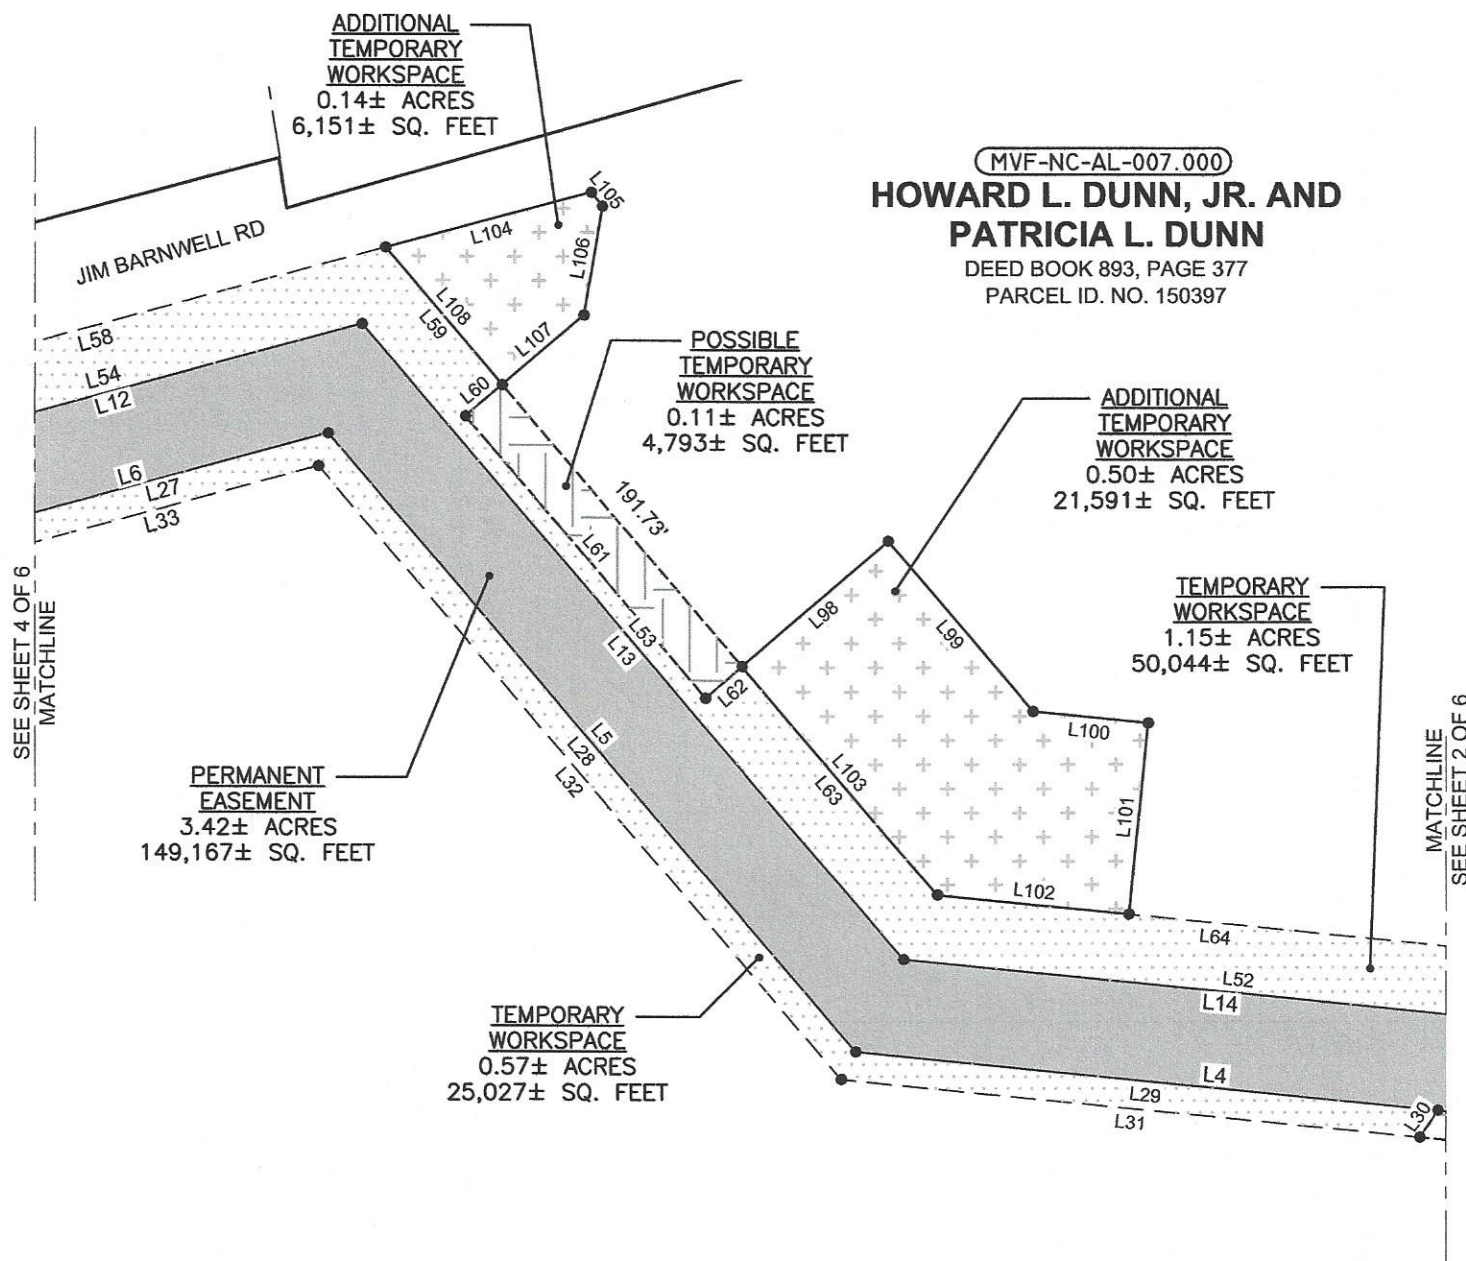 ADDITIONAL
TEMPORARY
WORKSPACE
0.14± ACRES
6,151± SQ. FEET
MVF-NC-AL-007.000
HOWARD L. DUNN, JR. AND
PATRICIA L. DUNN
DEED BOOK 893, PAGE 377
PARCEL ID. NO. 150397
JIM BARNWELL RD
L104
L105
L106
L107
L108
L59
L58
L54
L12
L60
L6
L27
L33
POSSIBLE
TEMPORARY
WORKSPACE
0.11± ACRES
4,793± SQ. FEET
ADDITIONAL
TEMPORARY
WORKSPACE
0.50± ACRES
21,591± SQ. FEET
191.73'
L61
L53
L13
L62
L98
L99
L100
L101
L102
L103
L63
TEMPORARY
WORKSPACE
1.15± ACRES
50,044± SQ. FEET
SEE SHEET 4 OF 6
MATCHLINE
L5
L28
L32
PERMANENT
EASEMENT
3.42± ACRES
149,167± SQ. FEET
MATCHLINE
SEE SHEET 2 OF 6
L64
L52
L14
TEMPORARY
WORKSPACE
0.57± ACRES
25,027± SQ. FEET
L4
L29
L31
L30